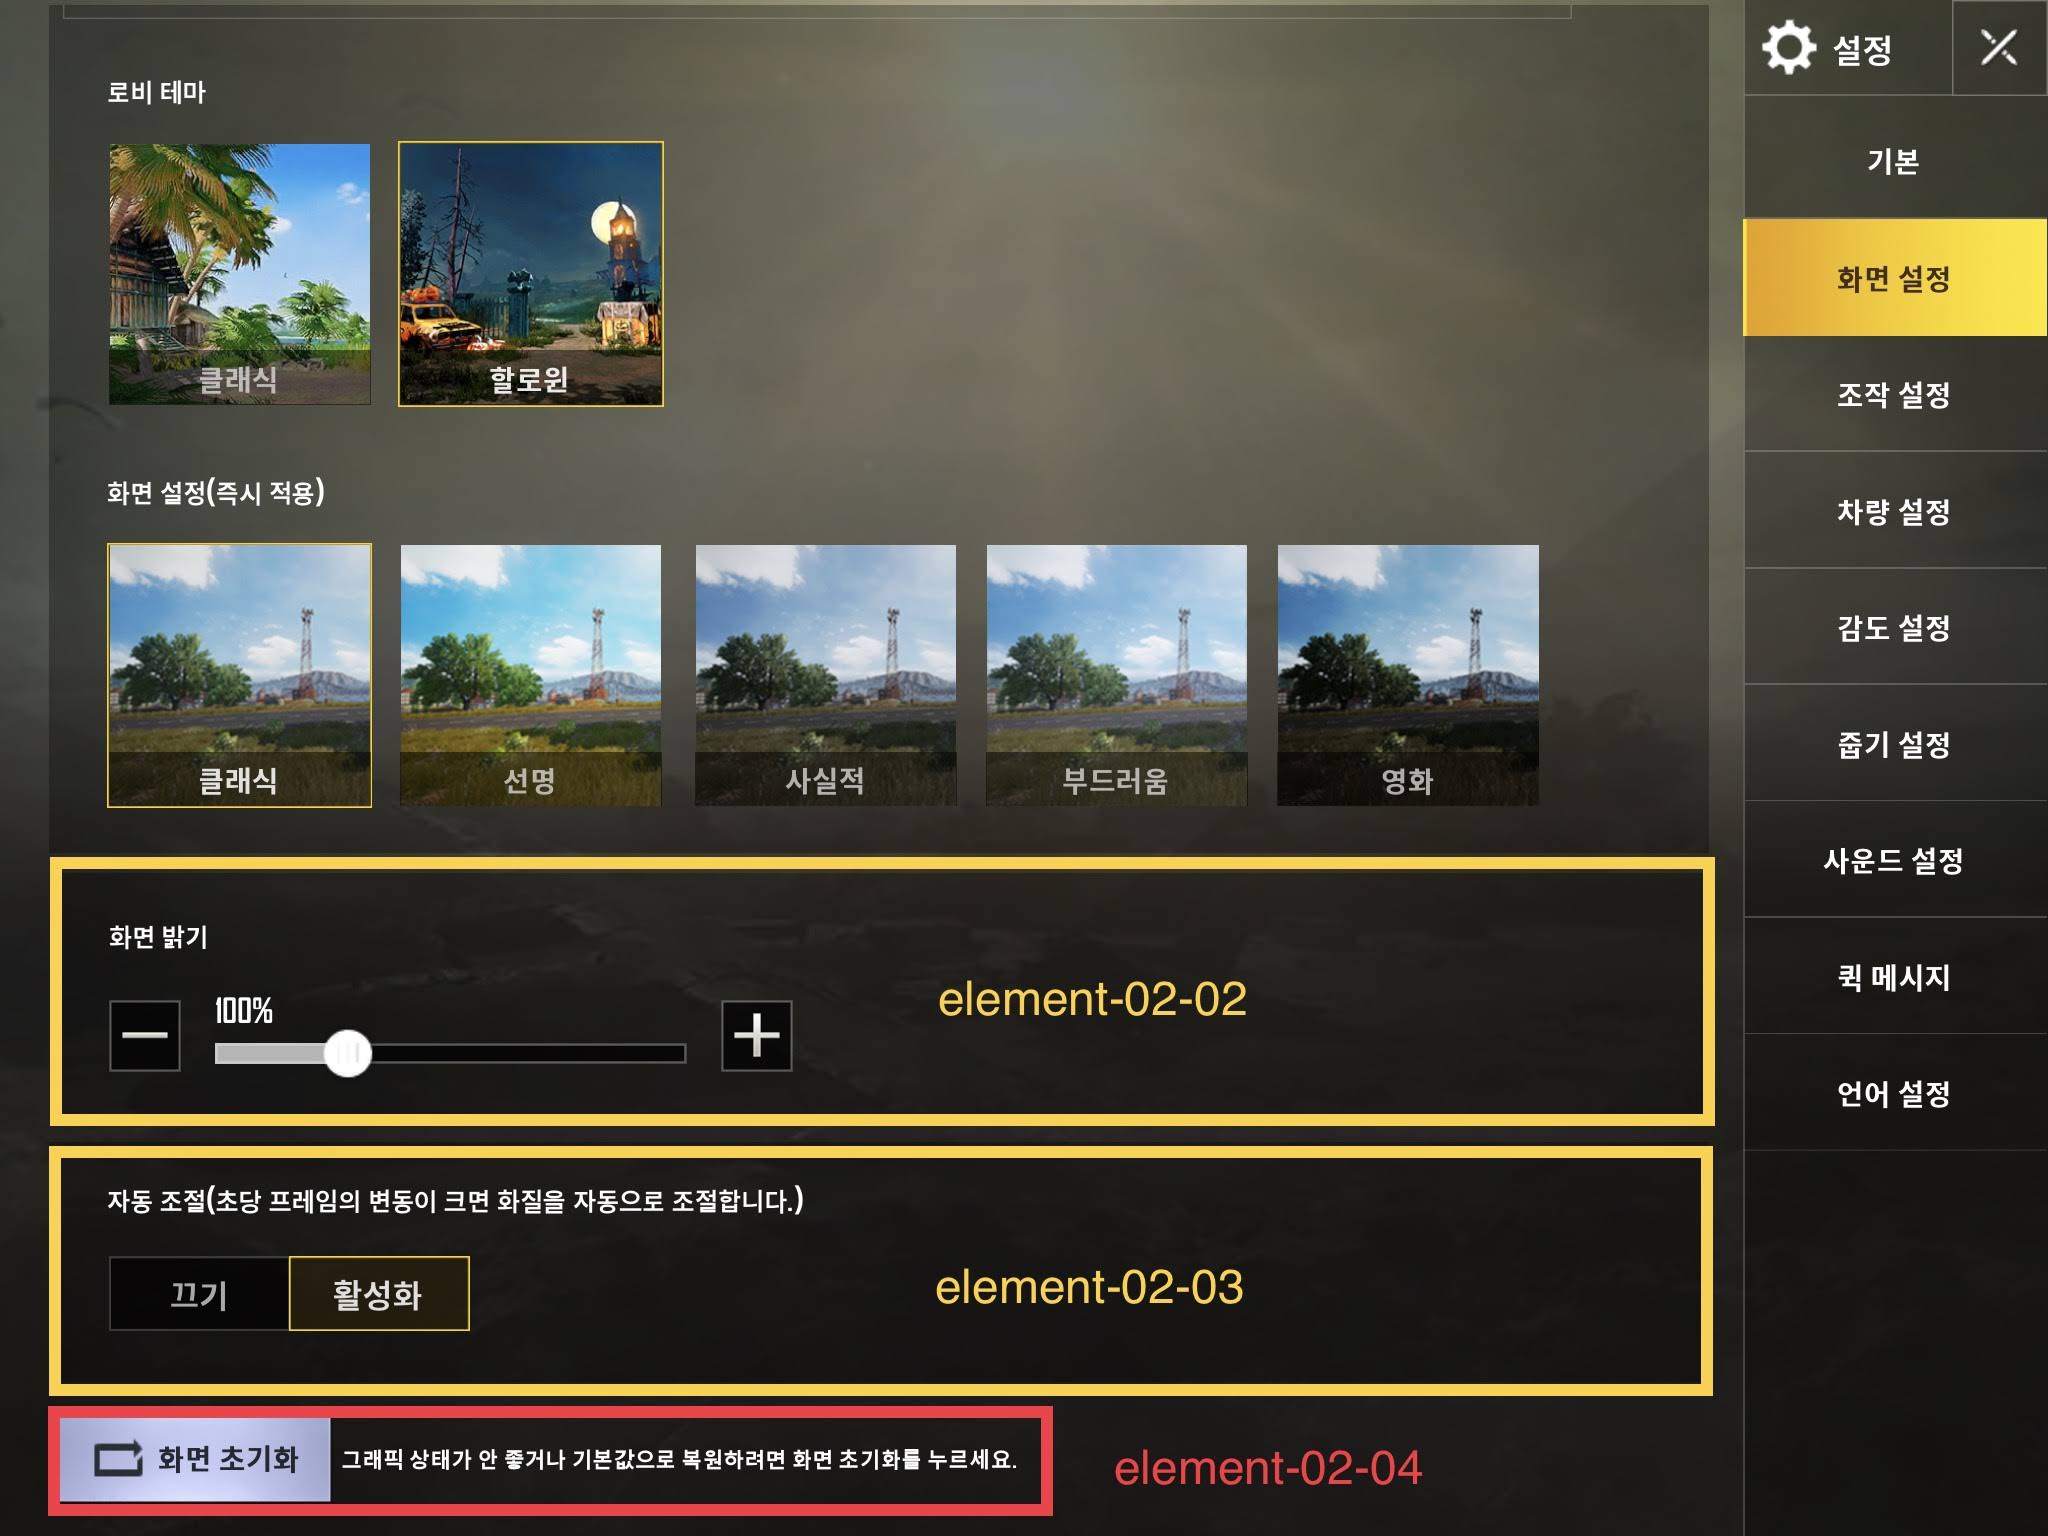 로비 테마
클래식
할로윈
화면 설정(즉시 적용)
클래식
선명
사실적
부드러움
영화
화면 밝기
100%
element-02-02
자동 조절(초당 프레임의 변동이 크면 화질을 자동으로 조절합니다.)
끄기
활성화
element-02-03
화면 초기화
그래픽 상태가 안 좋거나 기본값으로 복원하려면 화면 초기화를 누르세요.
element-02-04
설정
기본
화면 설정
조작 설정
차량 설정
감도 설정
줍기 설정
사운드 설정
퀵 메시지
언어 설정